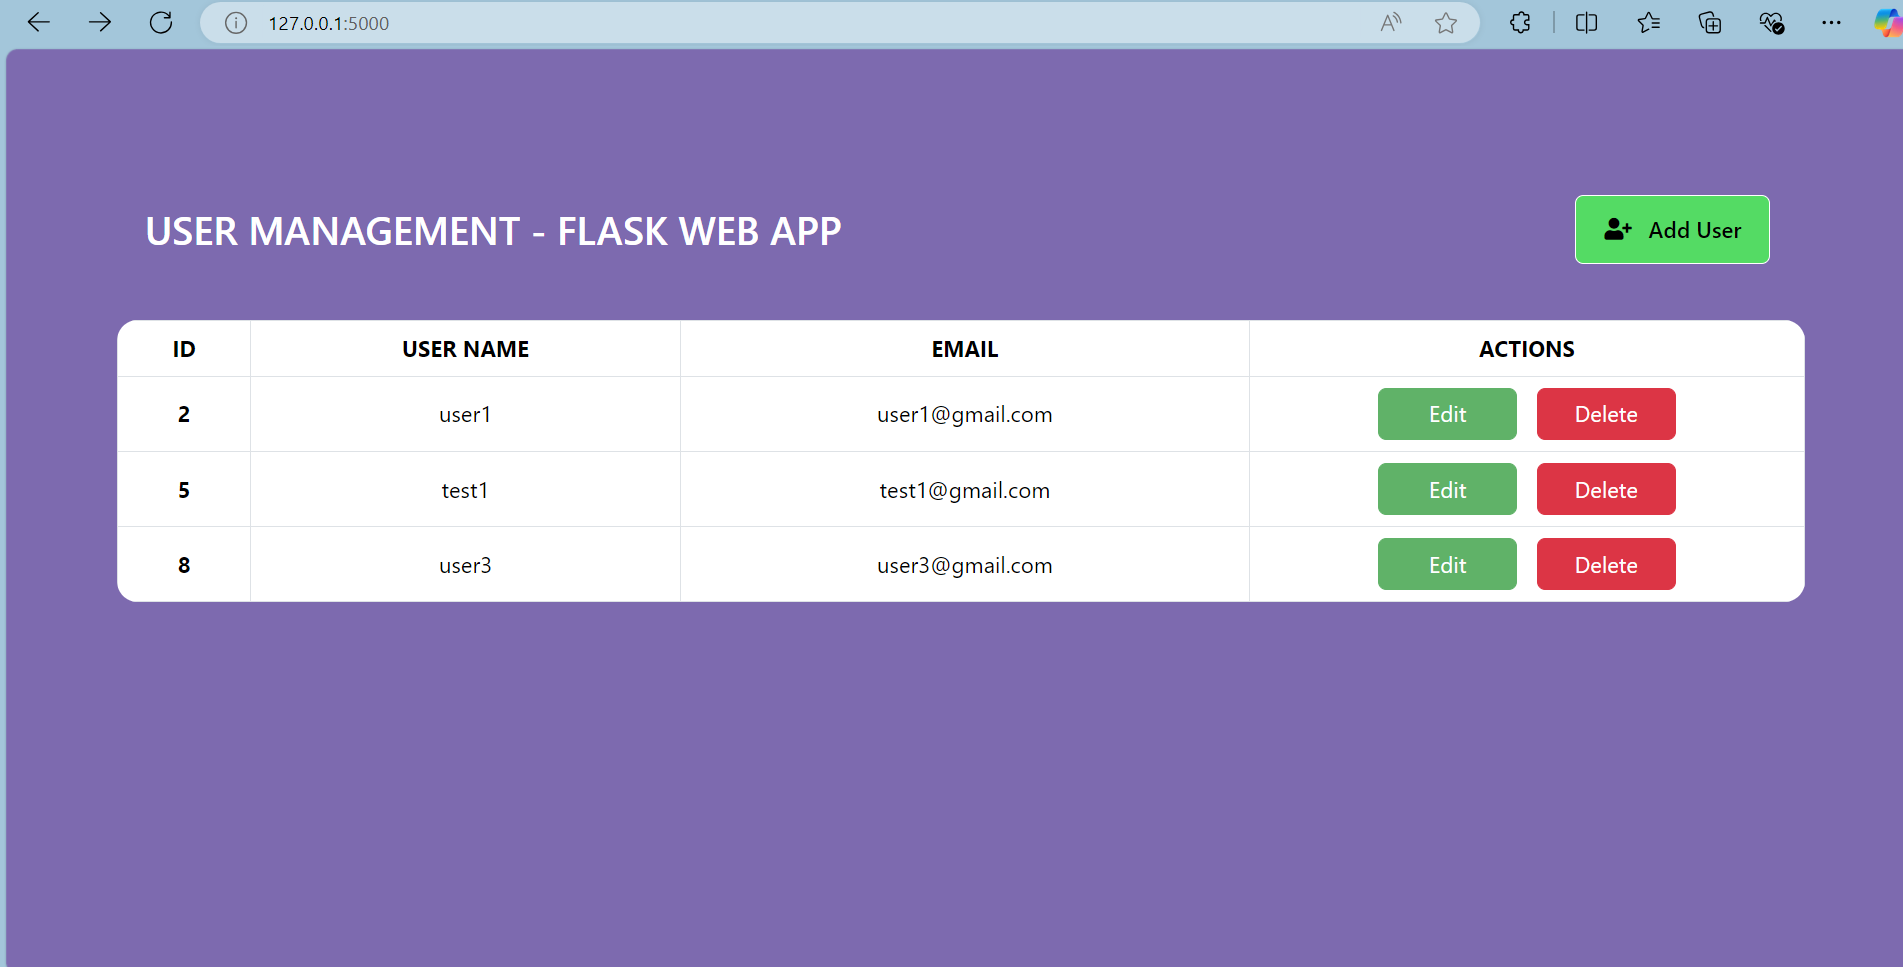 127.0.0.1:5000
USER MANAGEMENT - FLASK WEB APP
Add User
ID USER NAME EMAIL ACTIONS
2 user1 user1@gmail.com Edit Delete
5 test1 test1@gmail.com Edit Delete
8 user3 user3@gmail.com Edit Delete